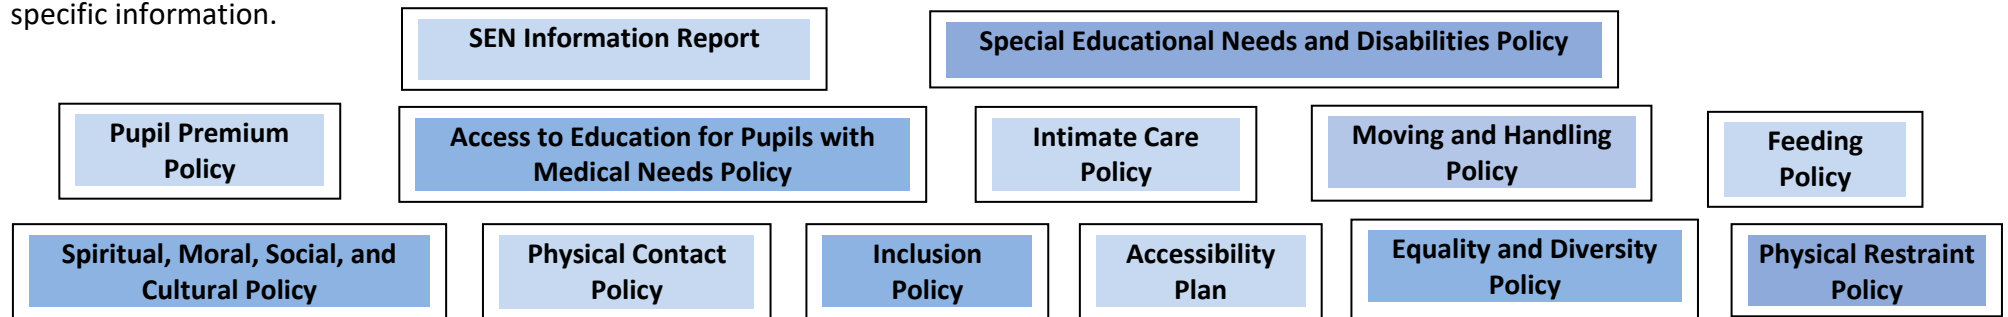 specific information.
SEN Information Report
Special Educational Needs and Disabilities Policy
Pupil Premium
Policy
Access to Education for Pupils with
Medical Needs Policy
Intimate Care
Policy
Moving and Handling
Policy
Feeding
Policy
Spiritual, Moral, Social, and
Cultural Policy
Physical Contact
Policy
Inclusion
Policy
Accessibility
Plan
Equality and Diversity
Policy
Physical Restraint
Policy